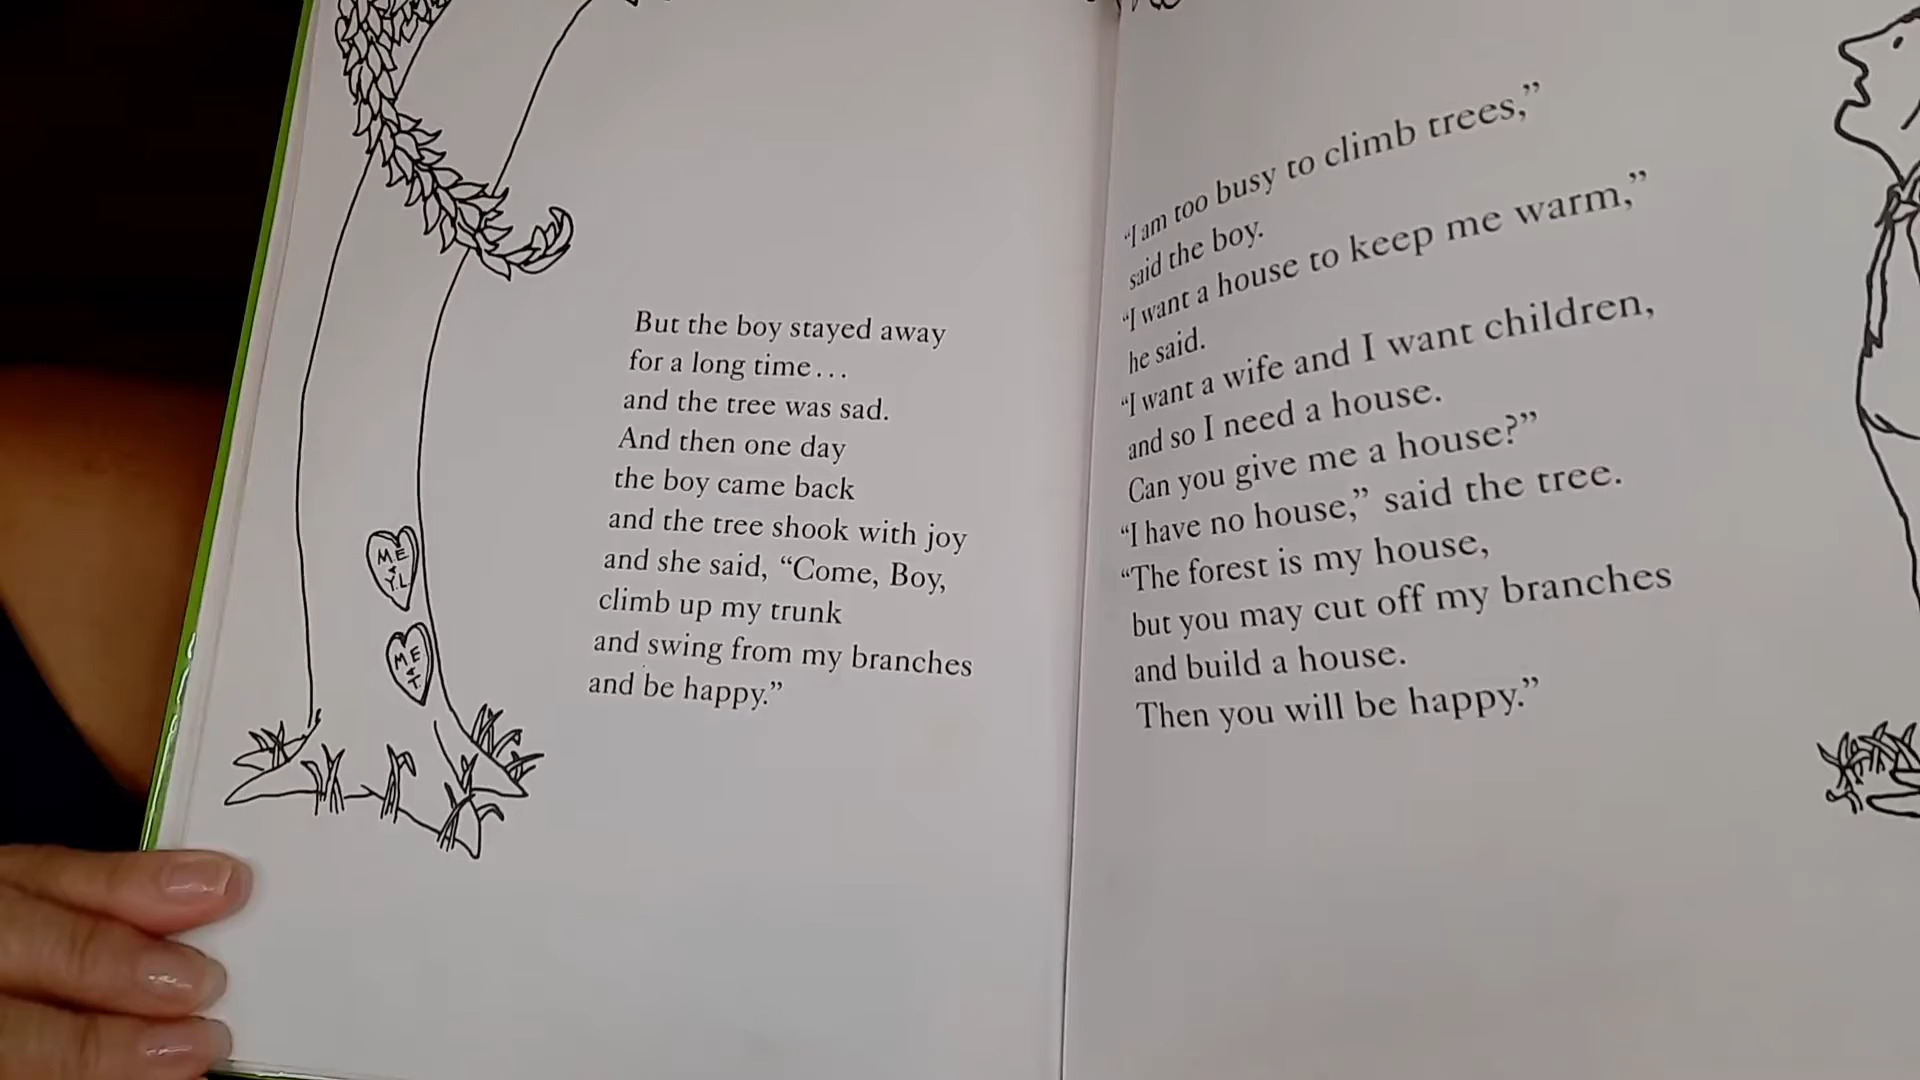 ME
+
Y.L
ME
+
T
But the boy stayed away
for a long time...
and the tree was sad.
And then one day
the boy came back
and the tree shook with joy
and she said, “Come, Boy,
climb up my trunk
and swing from my branches
and be happy.”
“I am too busy to climb trees,”
said the boy.
“I want a house to keep me warm,”
he said.
“I want a wife and I want children,
and so I need a house.
Can you give me a house?”
“I have no house,” said the tree.
“The forest is my house,
but you may cut off my branches
and build a house.
Then you will be happy.”